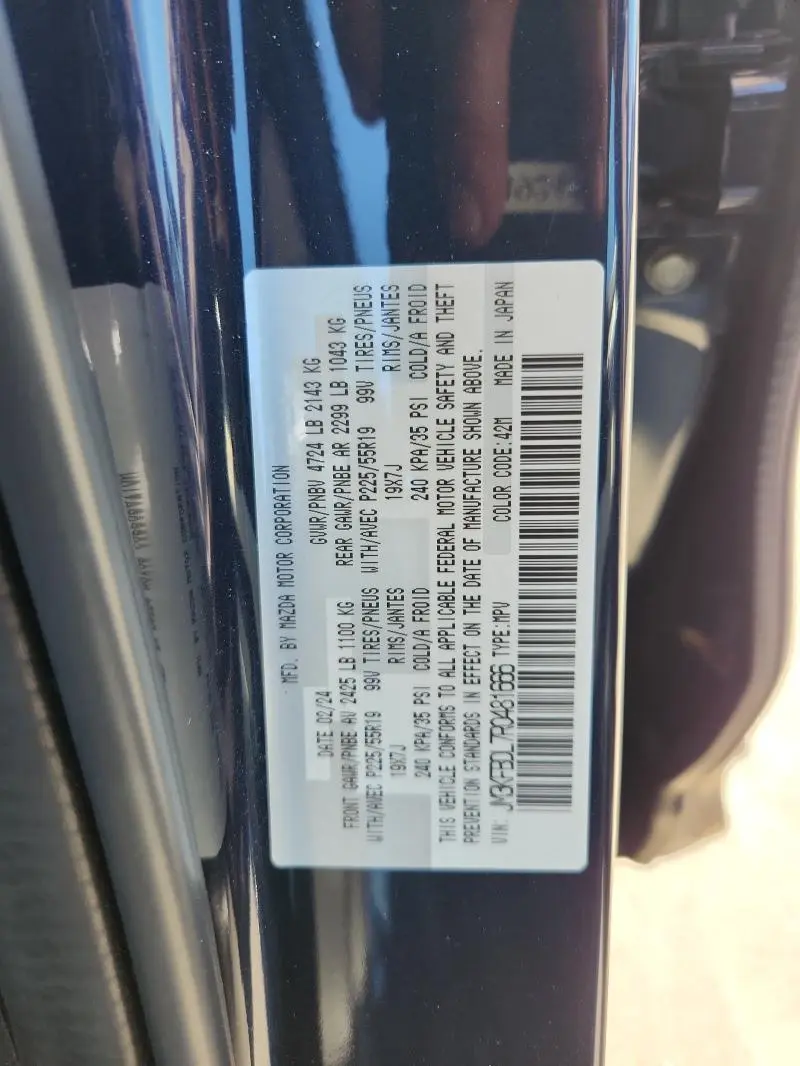 MFD. BY MAZDA MOTOR CORPORATION
DATE 02/24 GVWR/PNBV 4724 LB 2143 KG
FRONT GAWR/PNBE AV 2425 LB 1100 KG REAR GAWR/PNBE AR 2299 LB 1043 KG
WITH/AVEC P225/55R19 99V TIRES/PNEUS WITH/AVEC P225/55R19 99V TIRES/PNEUS
19X7J RIMS/JANTES 19X7J RIMS/JANTES
240 KPA/35 PSI COLD/A FROID 240 KPA/35 PSI COLD/A FROID
THIS VEHICLE CONFORMS TO ALL APPLICABLE FEDERAL MOTOR VEHICLE SAFETY AND THEFT
PREVENTION STANDARDS IN EFFECT ON THE DATE OF MANUFACTURE SHOWN ABOVE.
VIN: JM3KFBDL7R0481666 TYPE:MPV COLOR CODE:42M MADE IN JAPAN